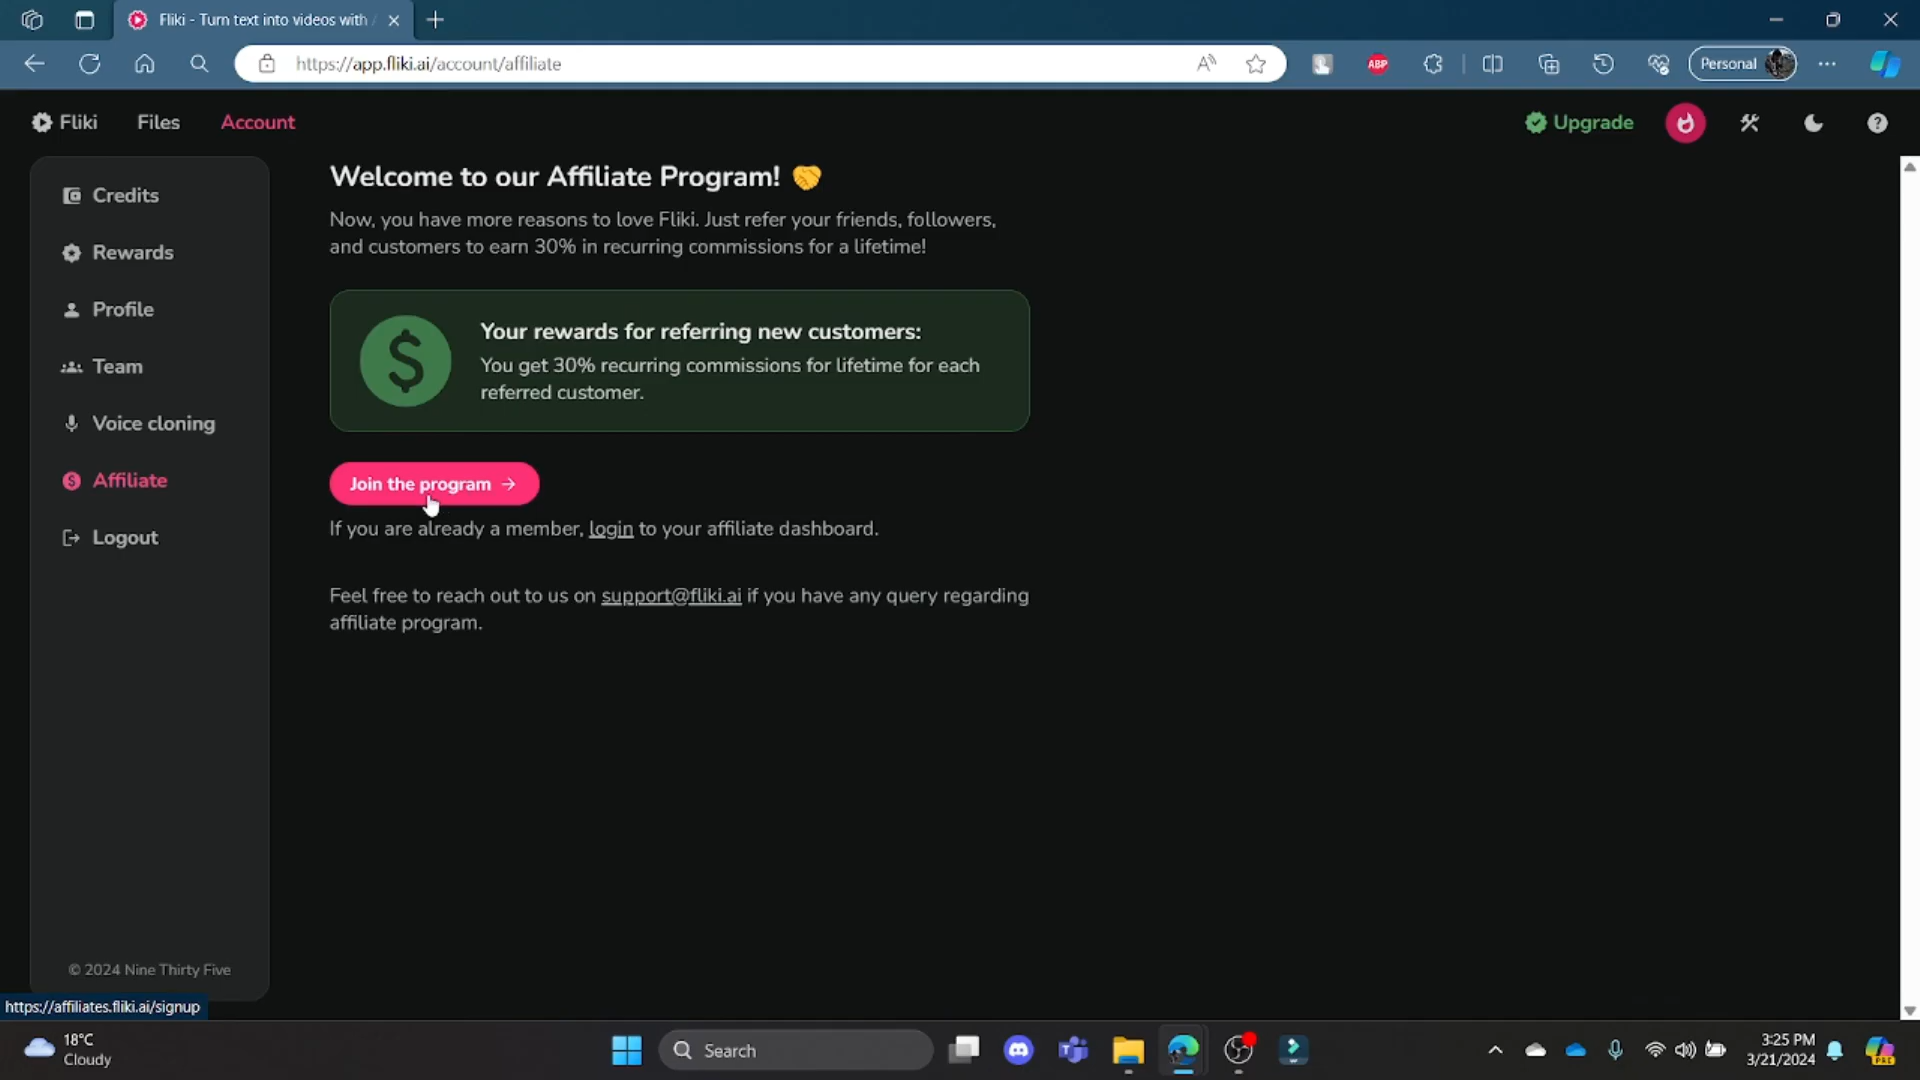 Fliki - Turn text into videos with
https://app.fliki.ai/account/affiliate
ABP
Personal
Fliki
Files
Account
Upgrade
Credits
Rewards
Profile
Team
Voice cloning
Affiliate
Logout
© 2024 Nine Thirty Five
Welcome to our Affiliate Program!
Now, you have more reasons to love Fliki. Just refer your friends, followers,
and customers to earn 30% in recurring commissions for a lifetime!
Your rewards for referring new customers:
You get 30% recurring commissions for lifetime for each
referred customer.
Join the program
If you are already a member, login to your affiliate dashboard.
Feel free to reach out to us on support@fliki.ai if you have any query regarding
affiliate program.
https://affiliates.fliki.ai/signup
18°C
Cloudy
Search
3:25 PM
3/21/2024
PRE